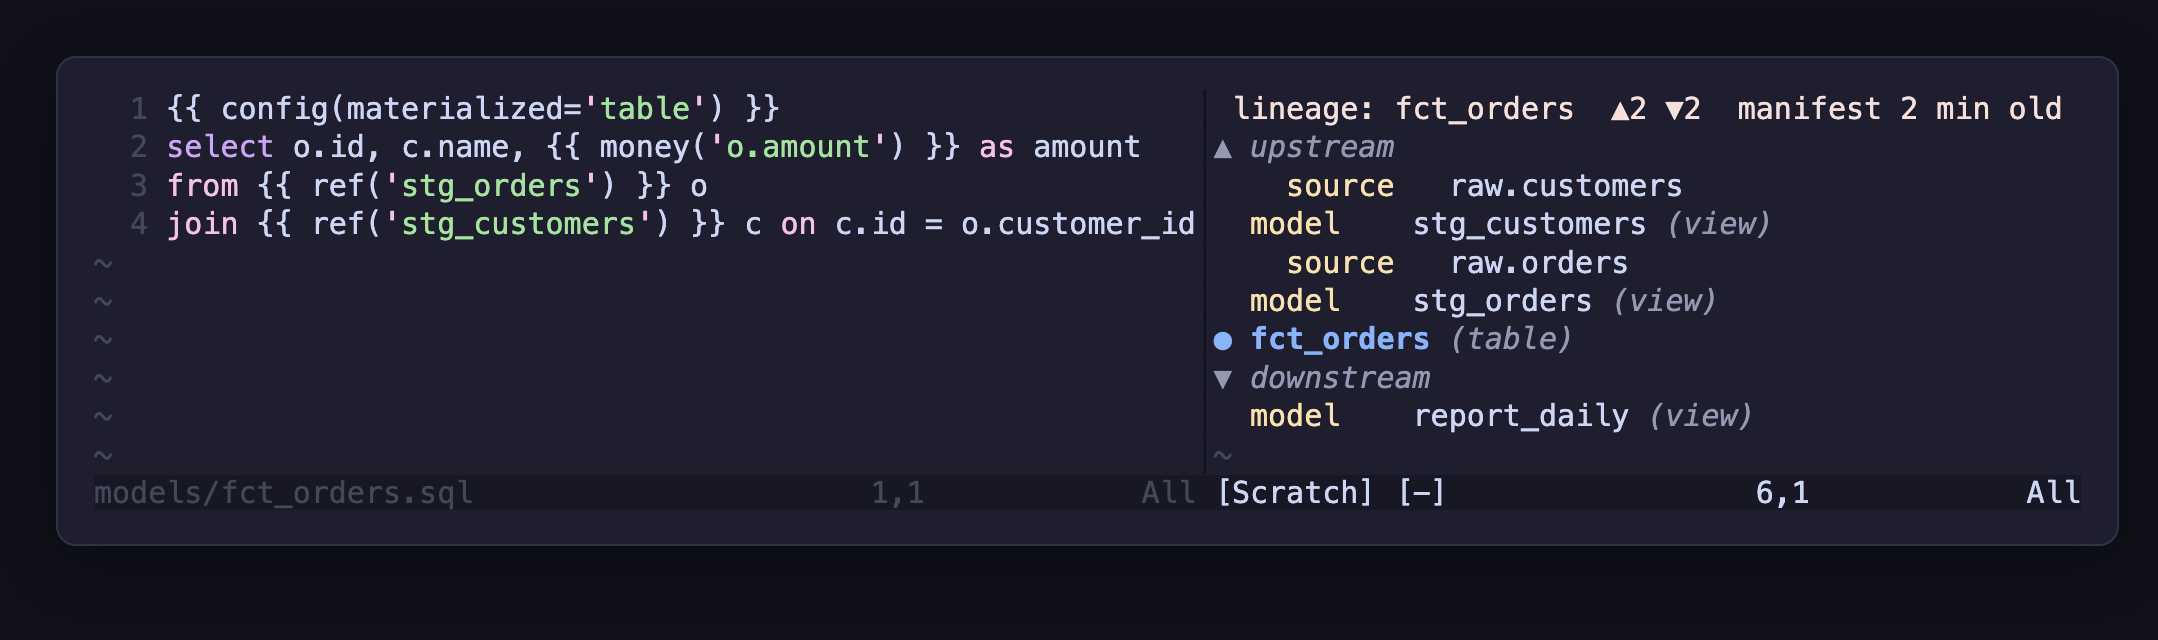 1 {{ config(materialized='table') }}
2 select o.id, c.name, {{ money('o.amount') }} as amount
3 from {{ ref('stg_orders') }} o
4 join {{ ref('stg_customers') }} c on c.id = o.customer_id
~
~
~
~
~
~
models/fct_orders.sql 1,1 All
lineage: fct_orders ▲2 ▼2 manifest 2 min old
▲ upstream
source raw.customers
model stg_customers (view)
source raw.orders
model stg_orders (view)
● fct_orders (table)
▼ downstream
model report_daily (view)
~
[Scratch] [-] 6,1 All